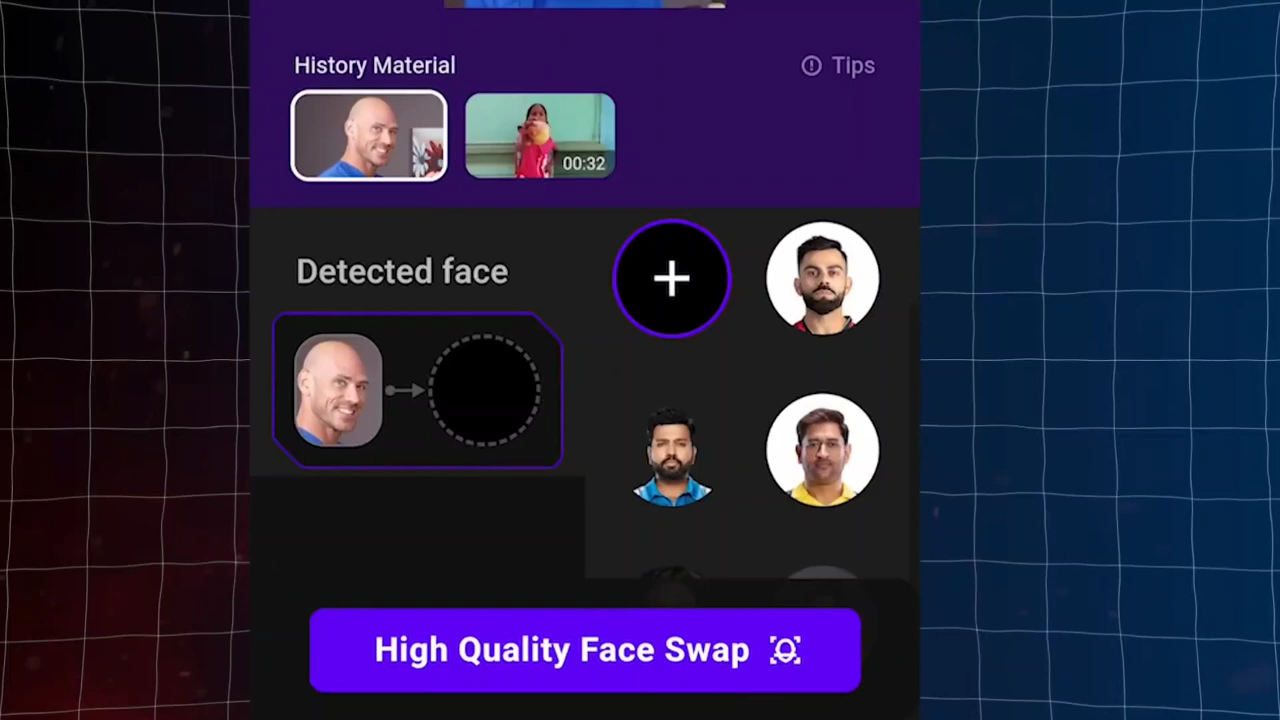 History Material
Tips
00:32
Detected face
High Quality Face Swap